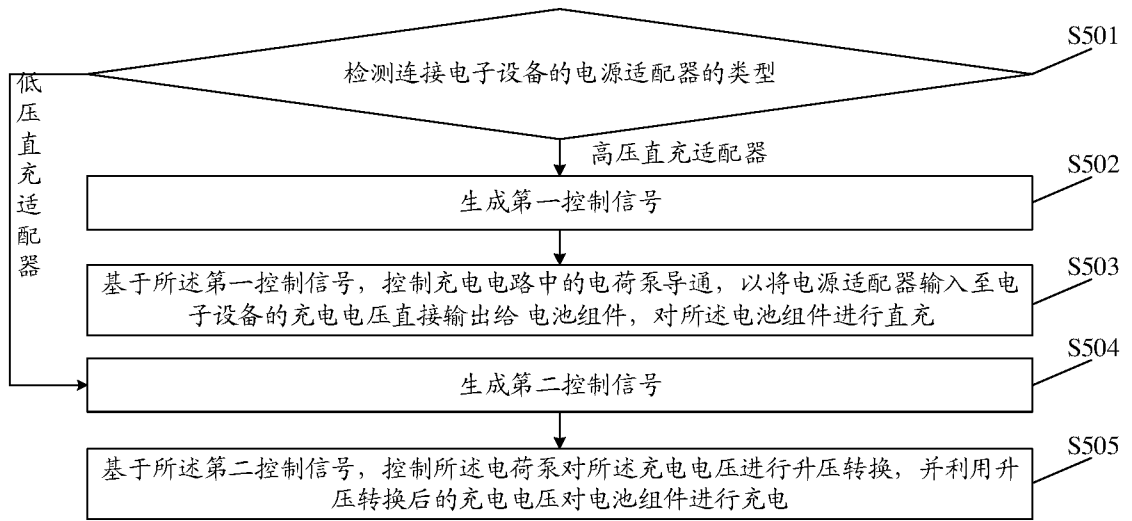 S501
检测连接电子设备的电源适配器的类型
低压直充适配器
高压直充适配器
S502
生成第一控制信号
S503
基于所述第一控制信号，控制充电电路中的电荷泵导通，以将电源适配器输入至电
子设备的充电电压直接输出给 电池组件，对所述电池组件进行直充
S504
生成第二控制信号
S505
基于所述第二控制信号，控制所述电荷泵对所述充电电压进行升压转换，并利用升
压转换后的充电电压对电池组件进行充电